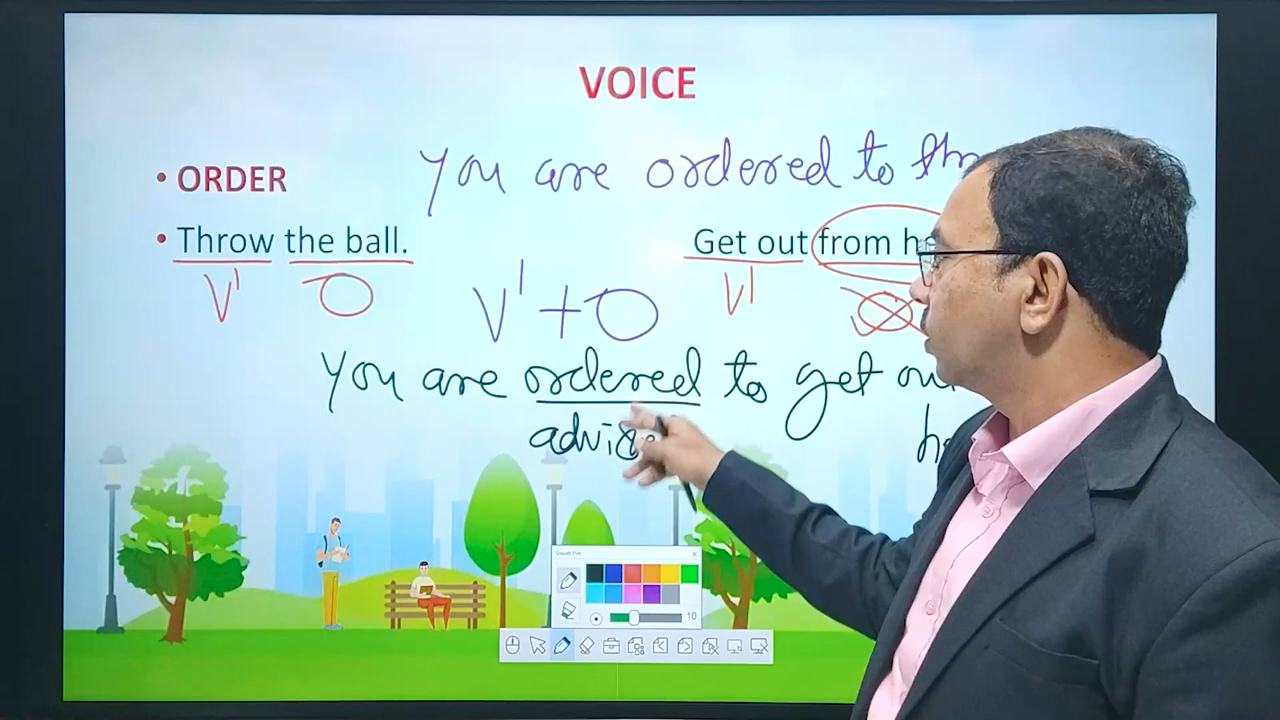 VOICE
You are ordered to thr
• ORDER
• Throw the ball.
Get out from he
V¹ O
V¹ + O
V¹ O
You are ordered to get ou
advis
he
10